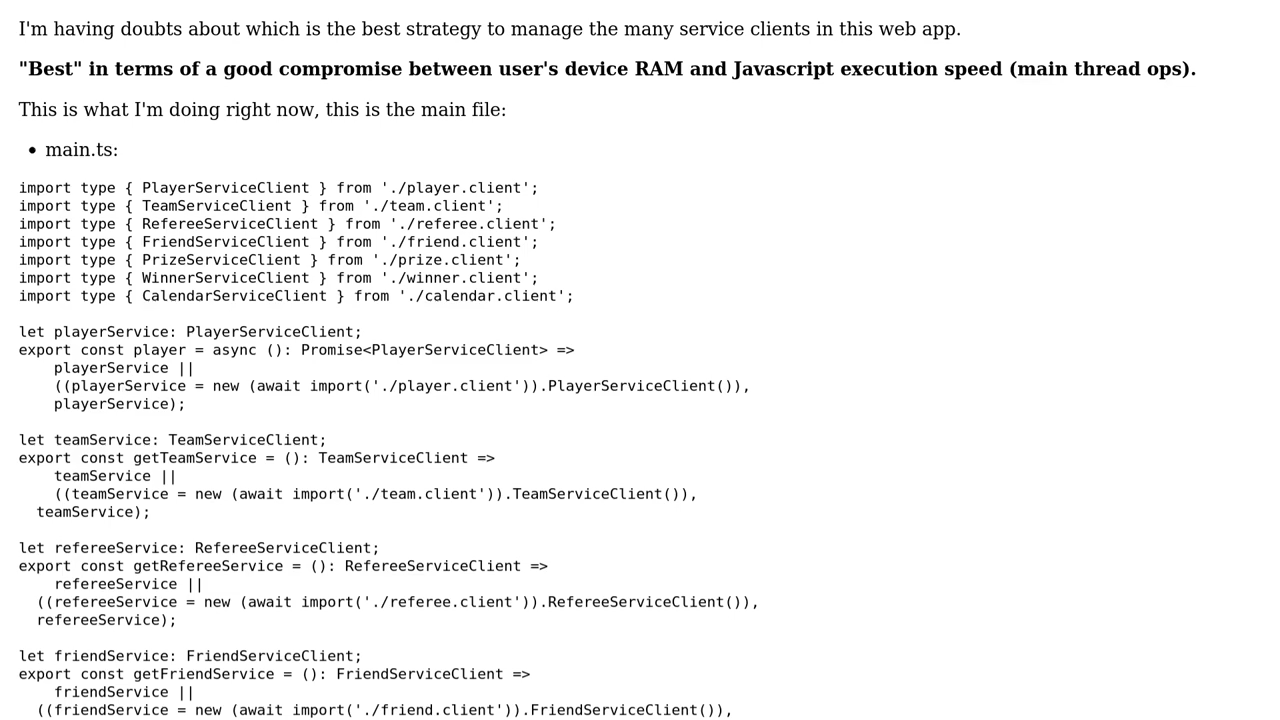 I'm having doubts about which is the best strategy to manage the many service clients in this web app.
"Best" in terms of a good compromise between user's device RAM and Javascript execution speed (main thread ops).
This is what I'm doing right now, this is the main file:
• main.ts:
import type { PlayerServiceClient } from './player.client';
import type { TeamServiceClient } from './team.client';
import type { RefereeServiceClient } from './referee.client';
import type { FriendServiceClient } from './friend.client';
import type { PrizeServiceClient } from './prize.client';
import type { WinnerServiceClient } from './winner.client';
import type { CalendarServiceClient } from './calendar.client';

let playerService: PlayerServiceClient;
export const player = async (): Promise<PlayerServiceClient> =>
    playerService ||
    ((playerService = new (await import('./player.client')).PlayerServiceClient()),
    playerService);

let teamService: TeamServiceClient;
export const getTeamService = (): TeamServiceClient =>
    teamService ||
    ((teamService = new (await import('./team.client')).TeamServiceClient()),
  teamService);

let refereeService: RefereeServiceClient;
export const getRefereeService = (): RefereeServiceClient =>
    refereeService ||
  ((refereeService = new (await import('./referee.client')).RefereeServiceClient()),
  refereeService);

let friendService: FriendServiceClient;
export const getFriendService = (): FriendServiceClient =>
    friendService ||
  ((friendService = new (await import('./friend.client')).FriendServiceClient()),